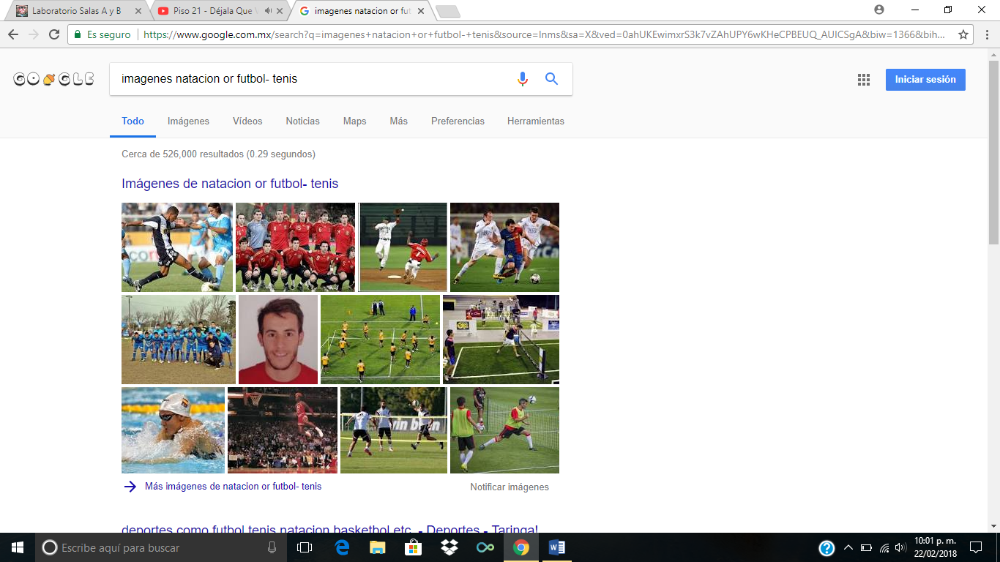 Laboratorio Salas A y B
Piso 21 - Déjala Que V
imagenes natacion or fut
Es seguro
https://www.google.com.mx/search?q=imagenes+natacion+or+futbol-+tenis&source=lnms&sa=X&ved=0ahUKEwimxrS3k7vZAhUPY6wKHeCPBEUQ_AUICSgA&biw=1366&bih...
GOOGLE
imagenes natacion or futbol- tenis
Iniciar sesión
Todo Imágenes Vídeos Noticias Maps Más Preferencias Herramientas
Cerca de 526,000 resultados (0.29 segundos)
Imágenes de natacion or futbol- tenis
Más imágenes de natacion or futbol- tenis
Notificar imágenes
deportes como futbol,tenis,natacion,basketbol,etc. - Deportes - Taringa!
Escribe aquí para buscar
10:01 p. m.
22/02/2018